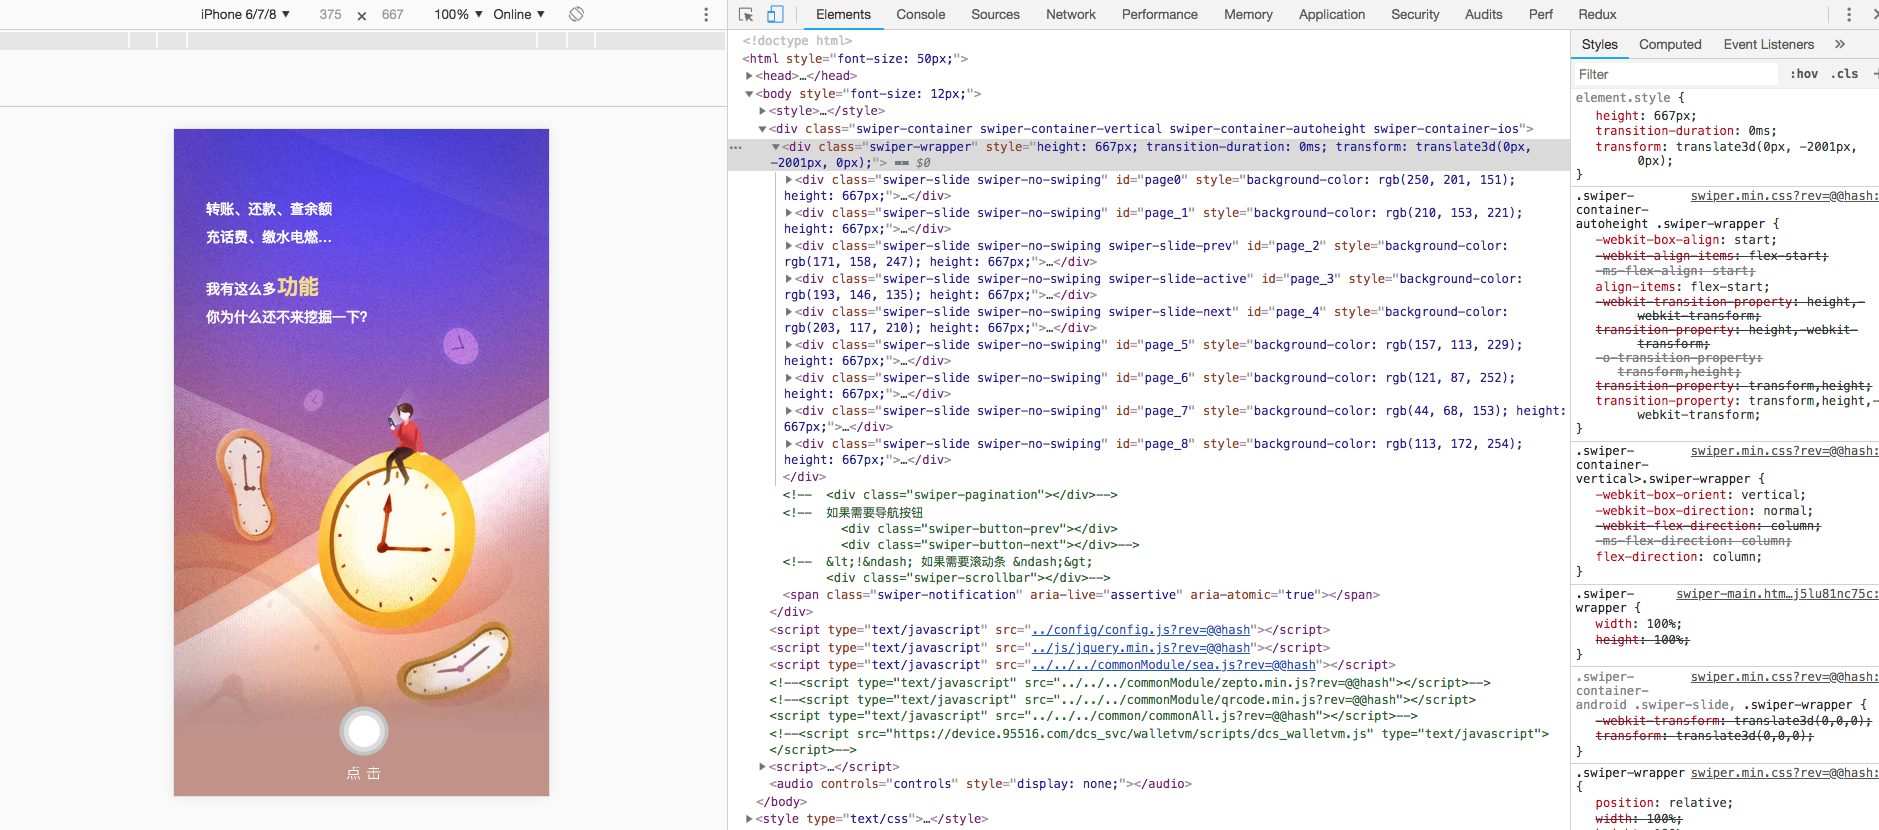 iPhone 6/7/8 ▼ 375 × 667 100% ▼ Online ▼
转账、还款、查余额
充话费、缴水电燃...
我有这么多功能
你为什么还不来挖掘一下?
点 击
Elements Console Sources Network Performance Memory Application Security Audits Perf Redux
<!doctype html>
<html style="font-size: 50px;">
▶<head>…</head>
▼<body style="font-size: 12px;">
▶<style>…</style>
▼<div class="swiper-container swiper-container-vertical swiper-container-autoheight swiper-container-ios">
… ▼<div class="swiper-wrapper" style="height: 667px; transition-duration: 0ms; transform: translate3d(0px,
-2001px, 0px);"> == $0
▶<div class="swiper-slide swiper-no-swiping" id="page0" style="background-color: rgb(250, 201, 151);
height: 667px;">…</div>
▶<div class="swiper-slide swiper-no-swiping" id="page_1" style="background-color: rgb(210, 153, 221);
height: 667px;">…</div>
▶<div class="swiper-slide swiper-no-swiping swiper-slide-prev" id="page_2" style="background-color:
rgb(171, 158, 247); height: 667px;">…</div>
▶<div class="swiper-slide swiper-no-swiping swiper-slide-active" id="page_3" style="background-color:
rgb(193, 146, 135); height: 667px;">…</div>
▶<div class="swiper-slide swiper-no-swiping swiper-slide-next" id="page_4" style="background-color:
rgb(203, 117, 210); height: 667px;">…</div>
▶<div class="swiper-slide swiper-no-swiping" id="page_5" style="background-color: rgb(157, 113, 229);
height: 667px;">…</div>
▶<div class="swiper-slide swiper-no-swiping" id="page_6" style="background-color: rgb(121, 87, 252);
height: 667px;">…</div>
▶<div class="swiper-slide swiper-no-swiping" id="page_7" style="background-color: rgb(44, 68, 153); height:
667px;">…</div>
▶<div class="swiper-slide swiper-no-swiping" id="page_8" style="background-color: rgb(113, 172, 254);
height: 667px;">…</div>
</div>
<!-- <div class="swiper-pagination"></div>-->
<!-- 如果需要导航按钮
<div class="swiper-button-prev"></div>
<div class="swiper-button-next"></div>-->
<!-- &lt;!&ndash; 如果需要滚动条 &ndash;&gt;
<div class="swiper-scrollbar"></div>-->
<span class="swiper-notification" aria-live="assertive" aria-atomic="true"></span>
</div>
<script type="text/javascript" src="../config/config.js?rev=@@hash"></script>
<script type="text/javascript" src="../js/jquery.min.js?rev=@@hash"></script>
<script type="text/javascript" src="../../../commonModule/sea.js?rev=@@hash"></script>
<!--<script type="text/javascript" src="../../../commonModule/zepto.min.js?rev=@@hash"></script>-->
<!--<script type="text/javascript" src="../../../commonModule/qrcode.min.js?rev=@@hash"></script>
<script type="text/javascript" src="../../../common/commonAll.js?rev=@@hash"></script>-->
<!--<script src="https://device.95516.com/dcs_svc/walletvm/scripts/dcs_walletvm.js" type="text/javascript">
</script>-->
▶<script>…</script>
<audio controls="controls" style="display: none;"></audio>
</body>
▶<style type="text/css">…</style>
Styles Computed Event Listeners »
Filter :hov .cls +
element.style {
height: 667px;
transition-duration: 0ms;
transform: translate3d(0px, -2001px,
0px);
}
.swiper- swiper.min.css?rev=@@hash:
container-
autoheight .swiper-wrapper {
-webkit-box-align: start;
-webkit-align-items: flex-start;
-ms-flex-align: start;
align-items: flex-start;
-webkit-transition-property: height,-
webkit-transform;
transition-property: height,-webkit-
transform;
-o-transition-property:
transform,height;
transition-property: transform,height;
transition-property: transform,height,-
webkit-transform;
}
.swiper- swiper.min.css?rev=@@hash:
container-
vertical>.swiper-wrapper {
-webkit-box-orient: vertical;
-webkit-box-direction: normal;
-webkit-flex-direction: column;
-ms-flex-direction: column;
flex-direction: column;
}
.swiper- swiper-main.htm…j5lu81nc75c:
wrapper {
width: 100%;
height: 100%;
}
.swiper- swiper.min.css?rev=@@hash:
container-
android .swiper-slide, .swiper-wrapper {
-webkit-transform: translate3d(0,0,0);
transform: translate3d(0,0,0);
}
.swiper-wrapper swiper.min.css?rev=@@hash:
{
position: relative;
width: 100%;